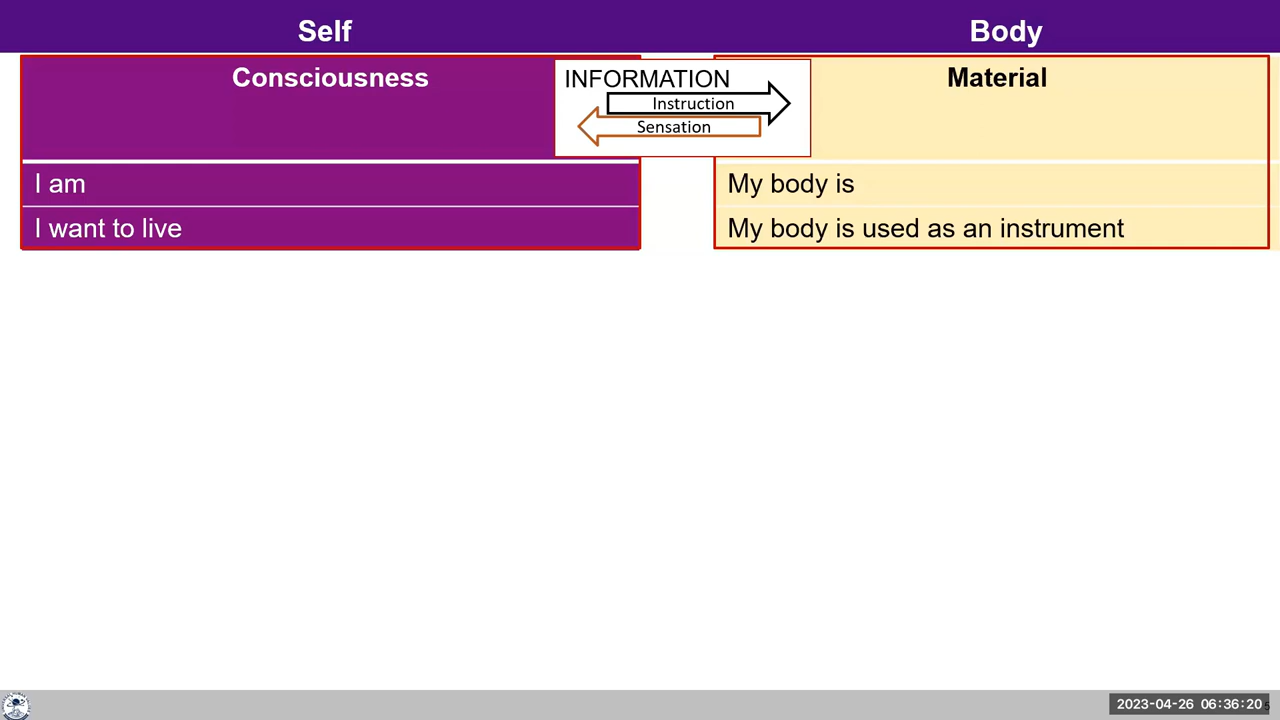 Self
Body
Consciousness
INFORMATION
Instruction
Sensation
Material
I am
My body is
I want to live
My body is used as an instrument
2023-04-26 06:36:20
5